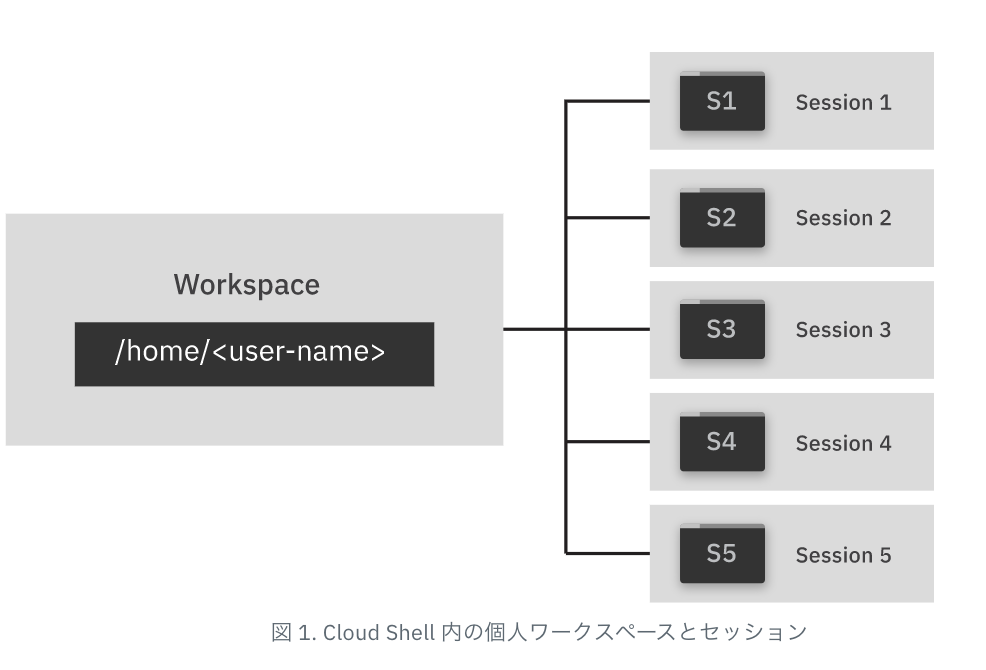 Workspace
/home/<user-name>
S1 Session 1
S2 Session 2
S3 Session 3
S4 Session 4
S5 Session 5
図 1. Cloud Shell 内の個人ワークスペースとセッション